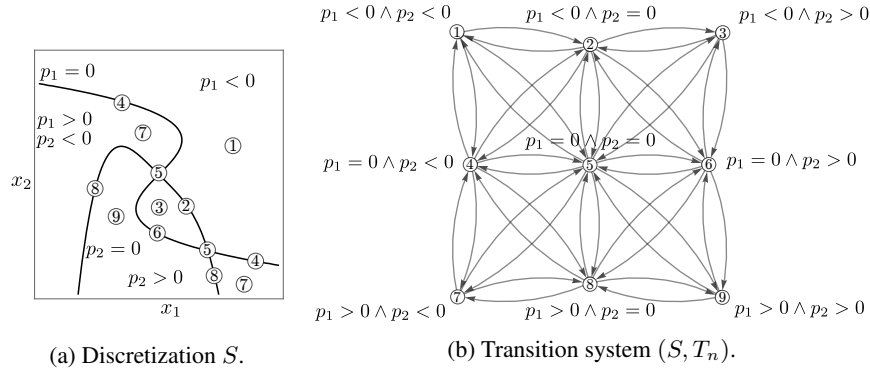 p₁ = 0
p₁ < 0
④
p₁ > 0
p₂ < 0
⑦
①
x₂
⑤
⑧
③
②
⑨
⑥
p₂ = 0
⑤
④
p₂ > 0
⑧
⑦
x₁
(a) Discretization S.
p₁ < 0 ∧ p₂ < 0
p₁ < 0 ∧ p₂ = 0
p₁ < 0 ∧ p₂ > 0
①
②
③
p₁ = 0 ∧ p₂ = 0
p₁ = 0 ∧ p₂ < 0
④
⑤
⑥
p₁ = 0 ∧ p₂ > 0
⑦
⑧
⑨
p₁ > 0 ∧ p₂ < 0
p₁ > 0 ∧ p₂ = 0
p₁ > 0 ∧ p₂ > 0
(b) Transition system (S, Tₙ).